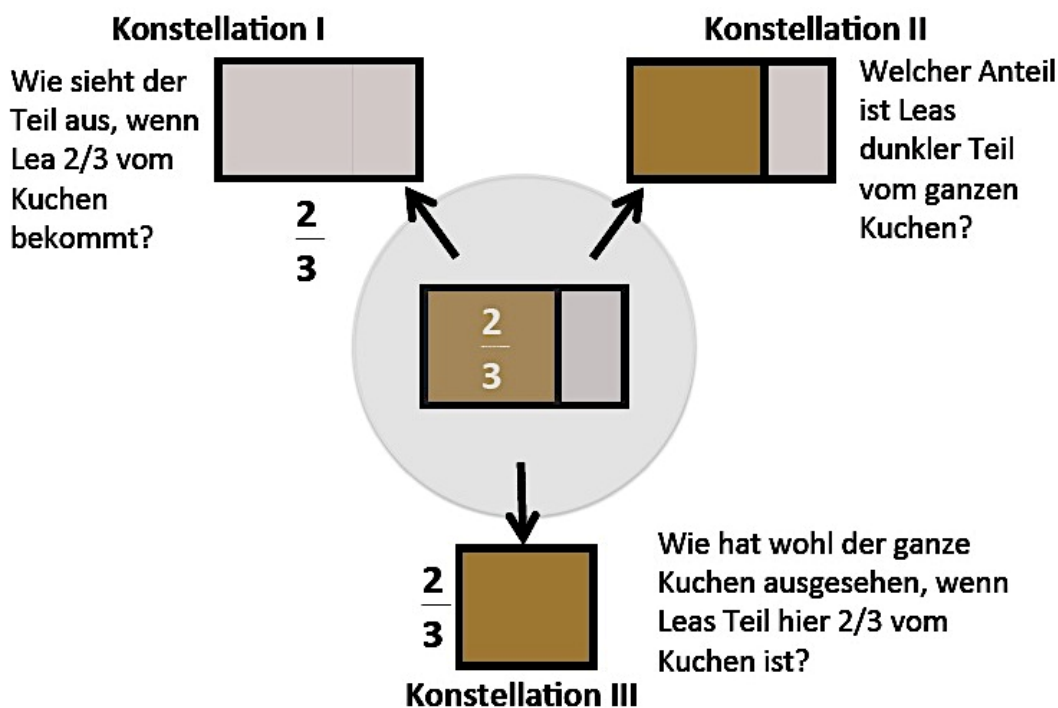 Konstellation I
Wie sieht der
Teil aus, wenn
Lea 2/3 vom
Kuchen
bekommt?
2
3
Konstellation II
Welcher Anteil
ist Leas
dunkler Teil
vom ganzen
Kuchen?
2
3
2
3
Konstellation III
Wie hat wohl der ganze
Kuchen ausgesehen, wenn
Leas Teil hier 2/3 vom
Kuchen ist?